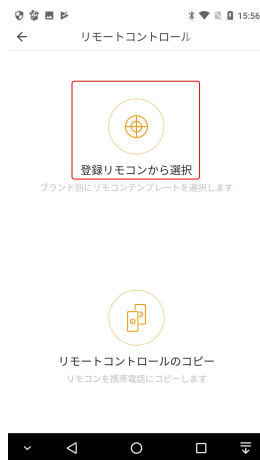 15:56
リモートコントロール
登録リモコンから選択
ブランド別にリモコンテンプレートを選択します
リモートコントロールのコピー
リモコンを携帯電話にコピーします